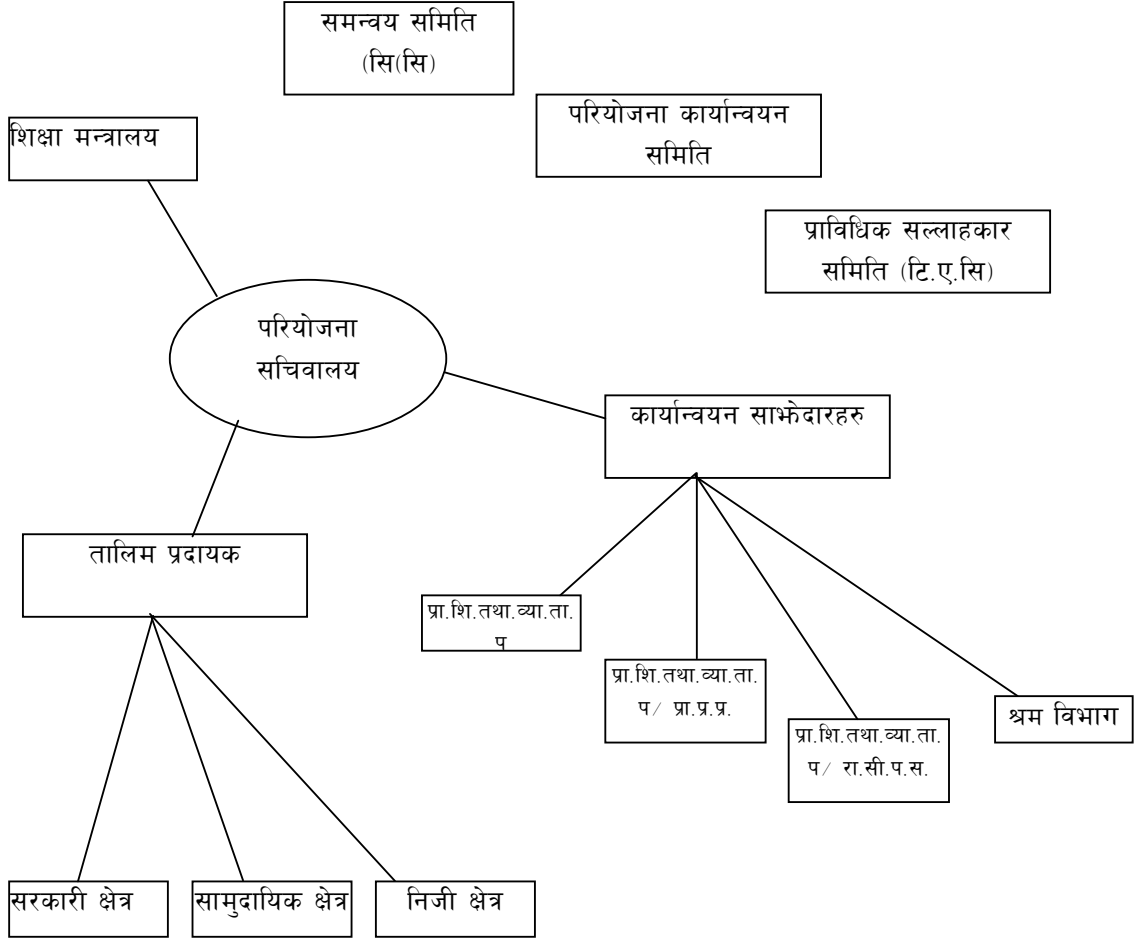 समन्वय समिति
(सि(सि)
परियोजना कार्यान्वयन
समिति
शिक्षा मन्त्रालय
प्राविधिक सल्लाहकार
समिति (टि.ए.सि)
परियोजना
सचिवालय
कार्यान्वयन साझेदारहरु
तालिम प्रदायक
प्रा.शि.तथा.व्या.ता.
प
प्रा.शि.तथा.व्या.ता.
प/ प्रा.प्र.प्र.
प्रा.शि.तथा.व्या.ता.
प/ रा.सी.प.स.
श्रम विभाग
सरकारी क्षेत्र
सामुदायिक क्षेत्र
निजी क्षेत्र